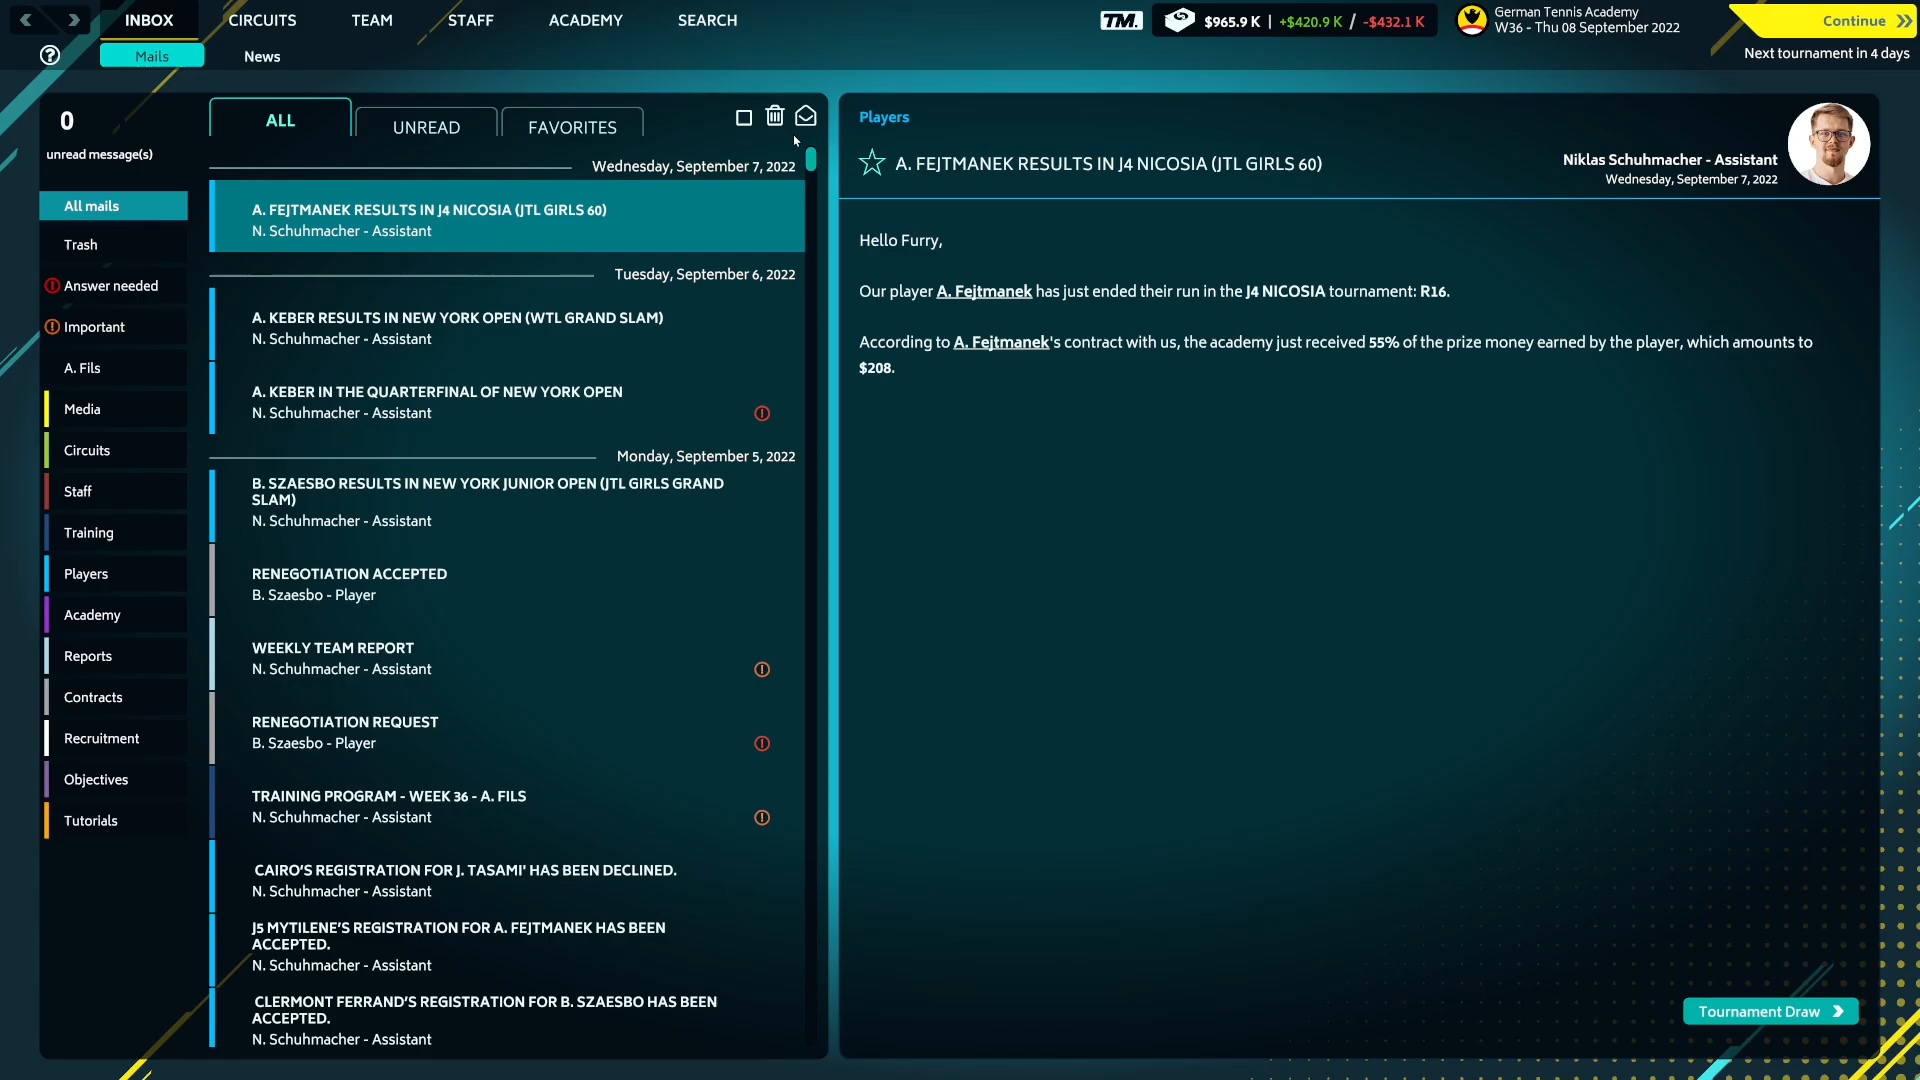 INBOX
CIRCUITS
TEAM
STAFF
ACADEMY
SEARCH
TM.
$965.9 K | +$420.9 K / -$432.1 K
German Tennis Academy
W36 - Thu 08 September 2022
Continue
Next tournament in 4 days
?
Mails
News
0
unread message(s)
All mails
Trash
Answer needed
Important
A. Fils
Media
Circuits
Staff
Training
Players
Academy
Reports
Contracts
Recruitment
Objectives
Tutorials
ALL
UNREAD
FAVORITES
Wednesday, September 7, 2022
A. FEJTMANEK RESULTS IN J4 NICOSIA (JTL GIRLS 60)
N. Schuhmacher - Assistant
Tuesday, September 6, 2022
A. KEBER RESULTS IN NEW YORK OPEN (WTL GRAND SLAM)
N. Schuhmacher - Assistant
A. KEBER IN THE QUARTERFINAL OF NEW YORK OPEN
N. Schuhmacher - Assistant
Monday, September 5, 2022
B. SZAESBO RESULTS IN NEW YORK JUNIOR OPEN (JTL GIRLS GRAND
SLAM)
N. Schuhmacher - Assistant
RENEGOTIATION ACCEPTED
B. Szaesbo - Player
WEEKLY TEAM REPORT
N. Schuhmacher - Assistant
RENEGOTIATION REQUEST
B. Szaesbo - Player
TRAINING PROGRAM - WEEK 36 - A. FILS
N. Schuhmacher - Assistant
CAIRO'S REGISTRATION FOR J. TASAMI' HAS BEEN DECLINED.
N. Schuhmacher - Assistant
J5 MYTILENE'S REGISTRATION FOR A. FEJTMANEK HAS BEEN
ACCEPTED.
N. Schuhmacher - Assistant
CLERMONT FERRAND'S REGISTRATION FOR B. SZAESBO HAS BEEN
ACCEPTED.
N. Schuhmacher - Assistant
Players
A. FEJTMANEK RESULTS IN J4 NICOSIA (JTL GIRLS 60)
Niklas Schuhmacher - Assistant
Wednesday, September 7, 2022
Hello Furry,
Our player A. Fejtmanek has just ended their run in the J4 NICOSIA tournament: R16.
According to A. Fejtmanek's contract with us, the academy just received 55% of the prize money earned by the player, which amounts to
$208.
Tournament Draw